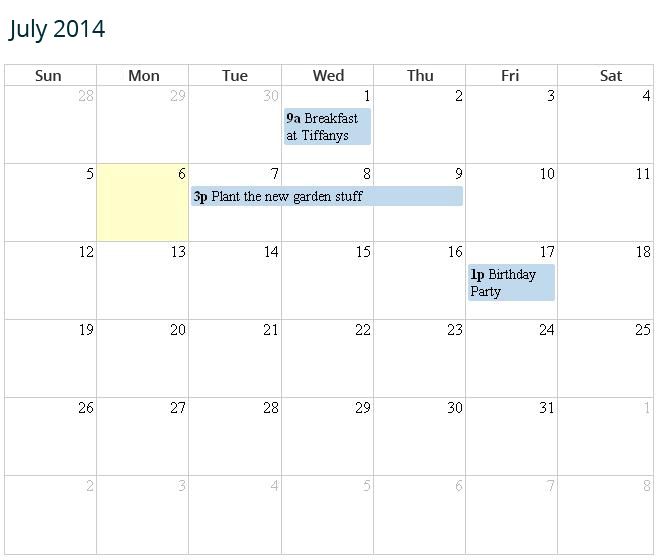 July 2014
Sun Mon Tue Wed Thu Fri Sat
28 29 30 1 2 3 4
9a Breakfast
at Tiffanys
5 6 7 8 9 10 11
3p Plant the new garden stuff
12 13 14 15 16 17 18
1p Birthday
Party
19 20 21 22 23 24 25
26 27 28 29 30 31 1
2 3 4 5 6 7 8